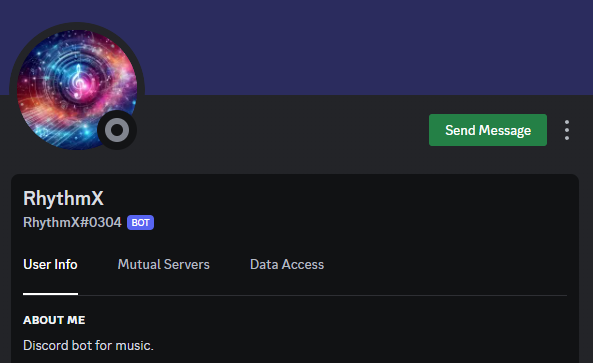 Send Message
RhythmX
RhythmX#0304 BOT
User Info Mutual Servers Data Access
ABOUT ME
Discord bot for music.